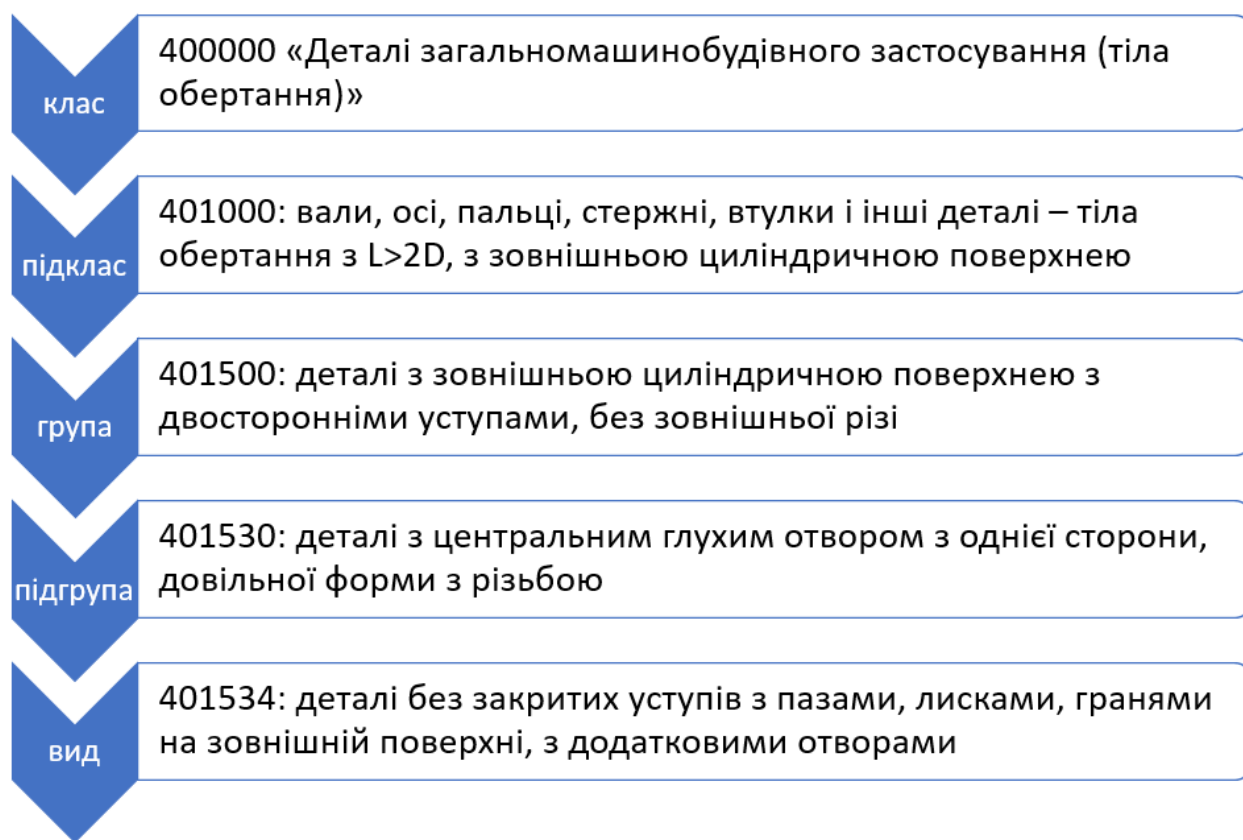 клас
400000 «Деталі загальномашинобудівного застосування (тіла
обертання)»
підклас
401000: вали, осі, пальці, стержні, втулки і інші деталі – тіла
обертання з L>2D, з зовнішньою циліндричною поверхнею
група
401500: деталі з зовнішньою циліндричною поверхнею з
двосторонніми уступами, без зовнішньої різі
підгрупа
401530: деталі з центральним глухим отвором з однієї сторони,
довільної форми з різьбою
вид
401534: деталі без закритих уступів з пазами, лисками, гранями
на зовнішній поверхні, з додатковими отворами